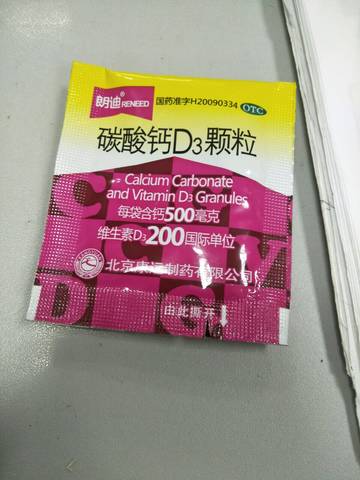 朗迪® RENEED 国药准字H20090334 OTC
碳酸钙D3颗粒
Calcium Carbonate
and Vitamin D3 Granules
每袋含钙500毫克
维生素D3200国际单位
制药有限公司
由此撕开